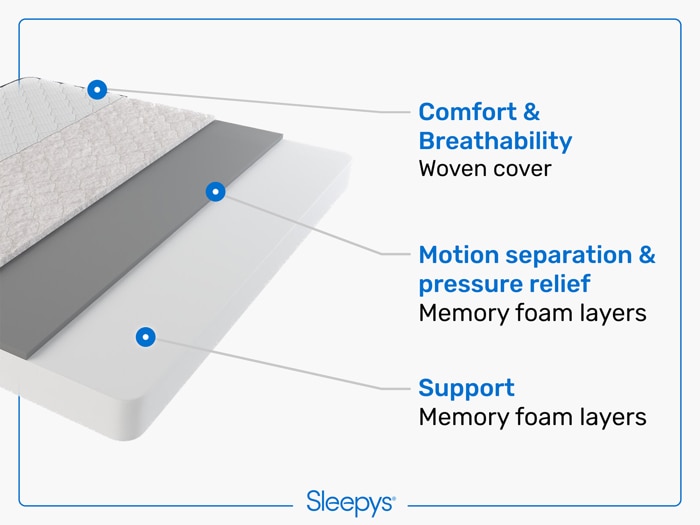 Comfort &
Breathability
Woven cover
Motion separation &
pressure relief
Memory foam layers
Support
Memory foam layers
Sleepys®